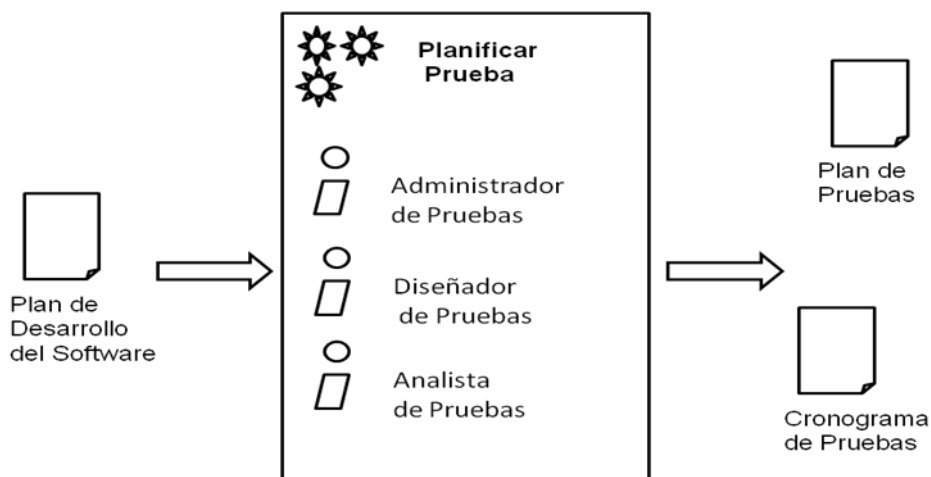 Planificar
Prueba
Plan de
Desarrollo
del Software
Administrador
de Pruebas
Diseñador
de Pruebas
Analista
de Pruebas
Plan de
Pruebas
Cronograma
de Pruebas